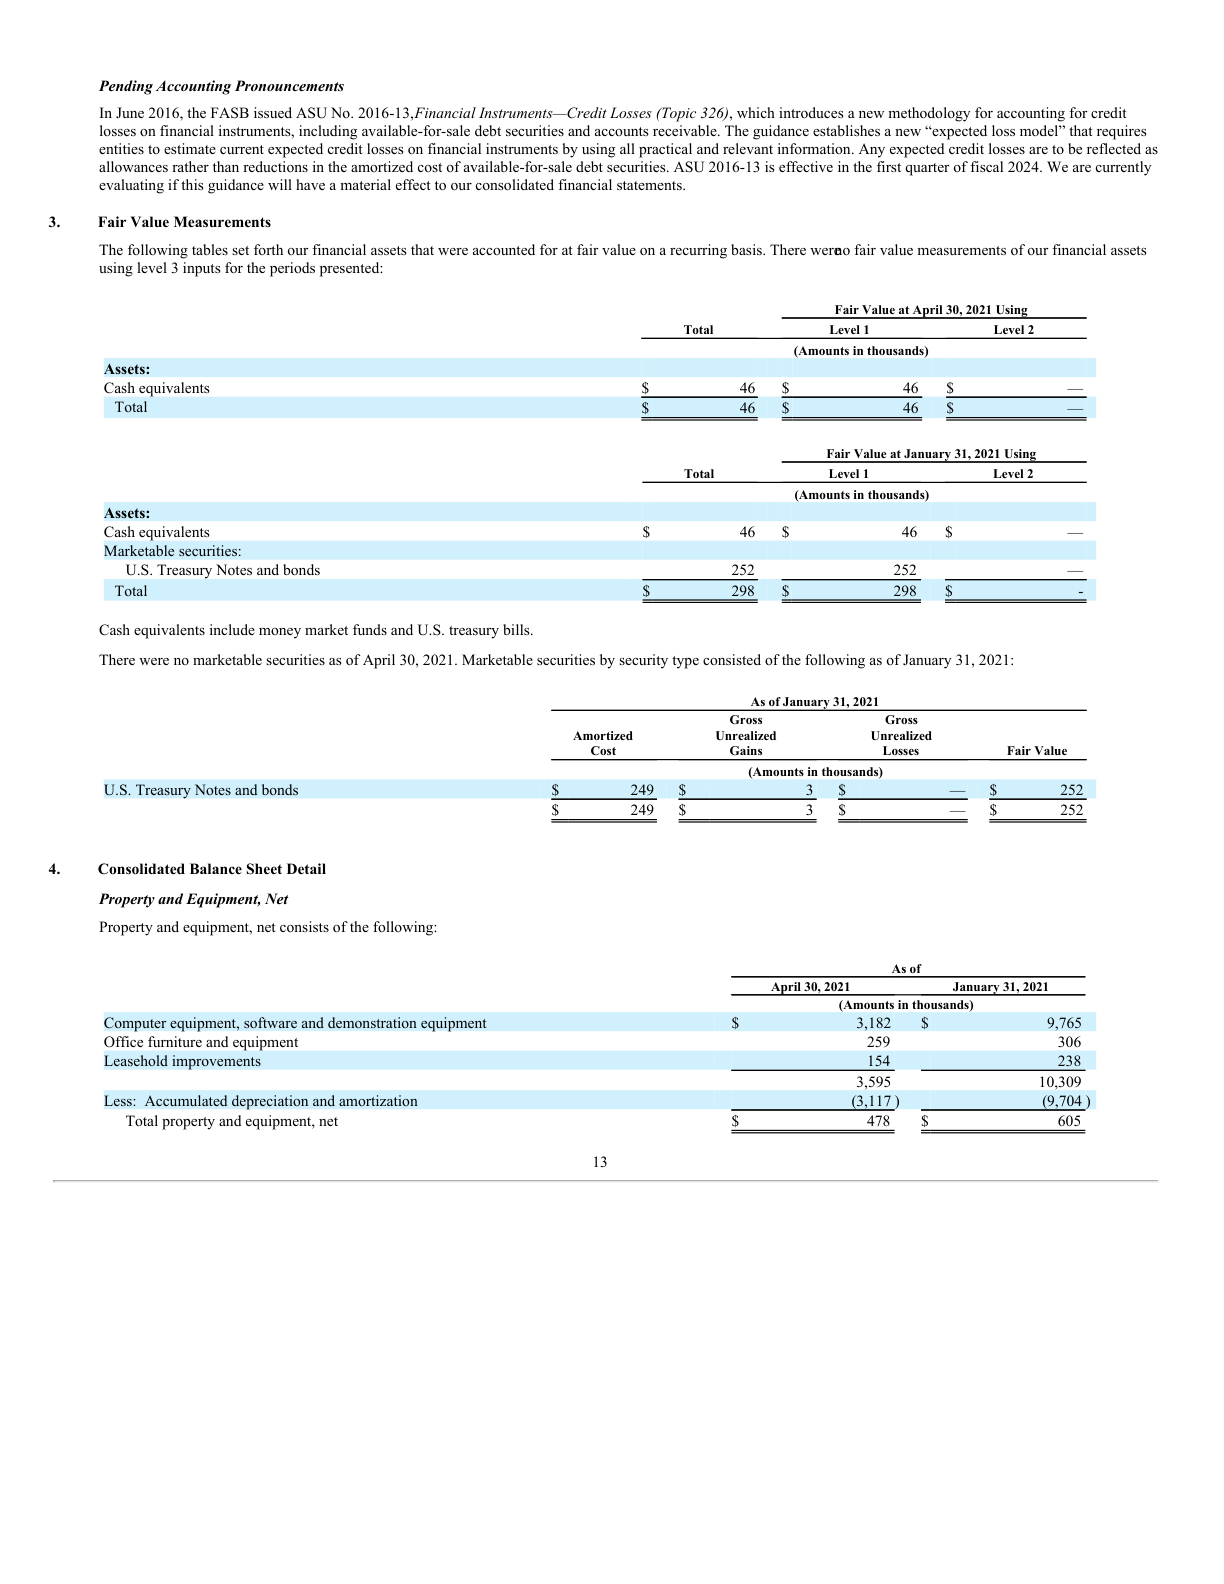 Pending Accounting Pronouncements
In June 2016, the FASB issued ASU No. 2016-13,Financial Instruments—Credit Losses (Topic 326), which introduces a new methodology for accounting for credit
losses on financial instruments, including available-for-sale debt securities and accounts receivable. The guidance establishes a new “expected loss model” that requires
entities to estimate current expected credit losses on financial instruments by using all practical and relevant information. Any expected credit losses are to be reflected as
allowances rather than reductions in the amortized cost of available-for-sale debt securities. ASU 2016-13 is effective in the first quarter of fiscal 2024. We are currently
evaluating if this guidance will have a material effect to our consolidated financial statements.
3. Fair Value Measurements
The following tables set forth our financial assets that were accounted for at fair value on a recurring basis. There were no fair value measurements of our financial assets
using level 3 inputs for the periods presented:
Fair Value at April 30, 2021 Using
Total Level 1 Level 2
(Amounts in thousands)
Assets:
Cash equivalents $ 46 $ 46 $ —
Total $ 46 $ 46 $ —
Fair Value at January 31, 2021 Using
Total Level 1 Level 2
(Amounts in thousands)
Assets:
Cash equivalents $ 46 $ 46 $ —
Marketable securities:
U.S. Treasury Notes and bonds 252 252 —
Total $ 298 $ 298 $ -
Cash equivalents include money market funds and U.S. treasury bills.
There were no marketable securities as of April 30, 2021. Marketable securities by security type consisted of the following as of January 31, 2021:
As of January 31, 2021
Gross Gross
Amortized Unrealized Unrealized
Cost Gains Losses Fair Value
(Amounts in thousands)
U.S. Treasury Notes and bonds $ 249 $ 3 $ — $ 252
$ 249 $ 3 $ — $ 252
4. Consolidated Balance Sheet Detail
Property and Equipment, Net
Property and equipment, net consists of the following:
As of
April 30, 2021 January 31, 2021
(Amounts in thousands)
Computer equipment, software and demonstration equipment $ 3,182 $ 9,765
Office furniture and equipment 259 306
Leasehold improvements 154 238
3,595 10,309
Less: Accumulated depreciation and amortization (3,117 ) (9,704 )
Total property and equipment, net $ 478 $ 605
13